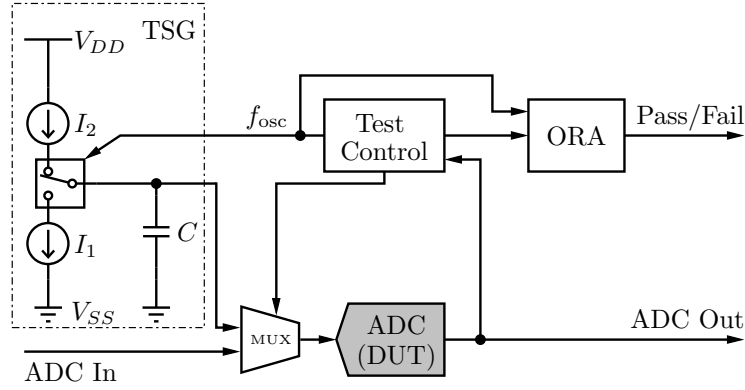 TSG
V_DD
I_2
f_osc
Test
Control
ORA
Pass/Fail
I_1
C
V_SS
MUX
ADC
(DUT)
ADC Out
ADC In